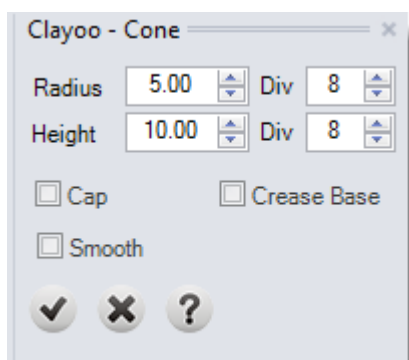 Clayoo - Cone
Radius 5.00 Div 8
Height 10.00 Div 8
Cap Crease Base
Smooth
?